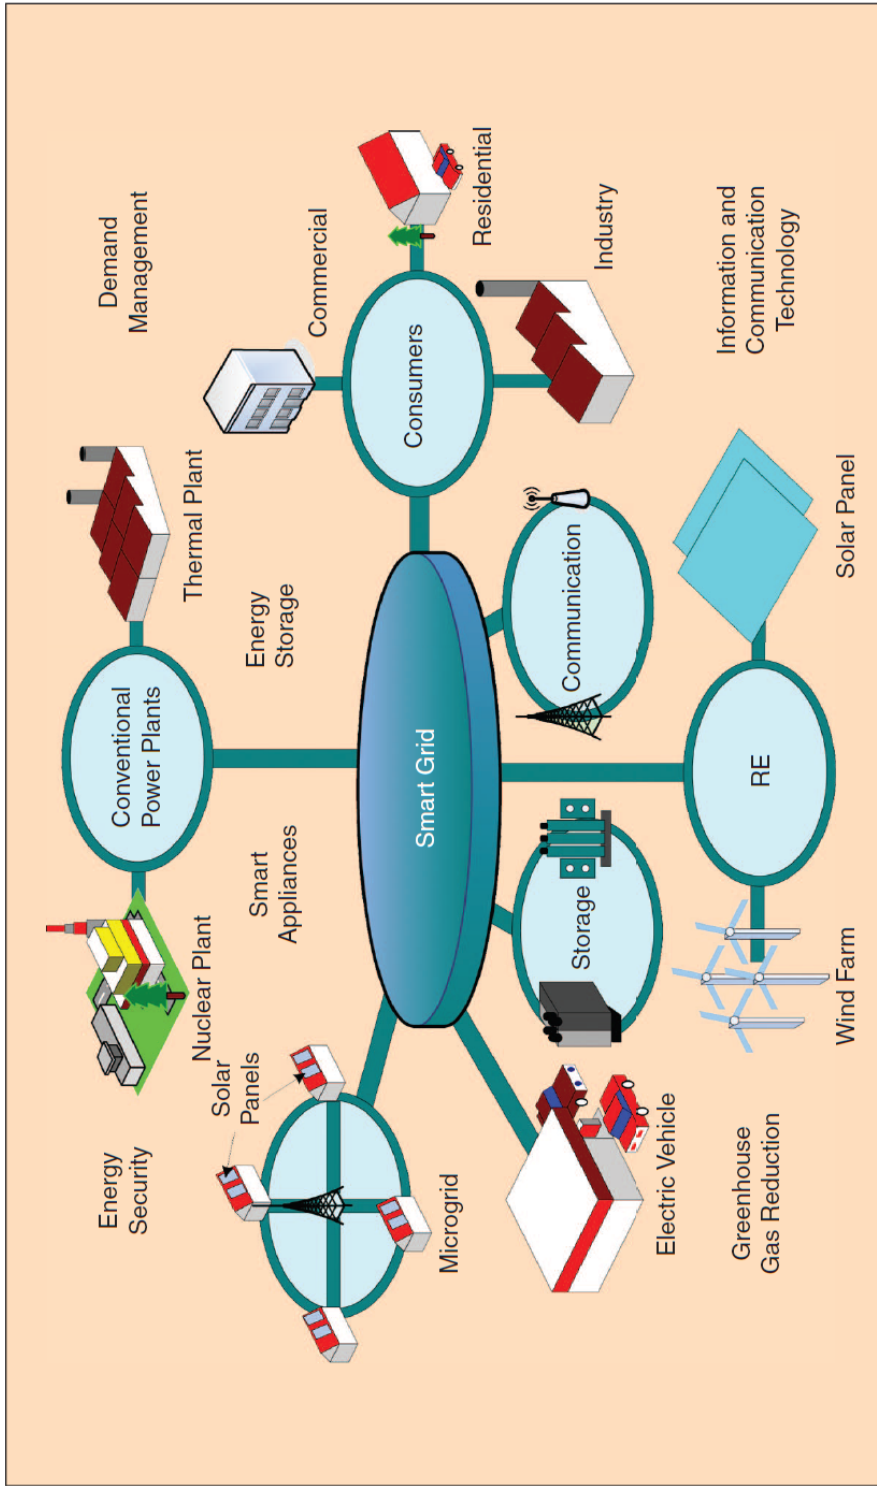 Energy
Security
Nuclear Plant
Conventional
Power Plants
Thermal Plant
Demand
Management
Solar
Panels
Smart
Appliances
Energy
Storage
Commercial
Microgrid
Smart Grid
Consumers
Residential
Storage
Communication
Industry
Electric Vehicle
RE
Greenhouse
Gas Reduction
Wind Farm
Solar Panel
Information and
Communication
Technology